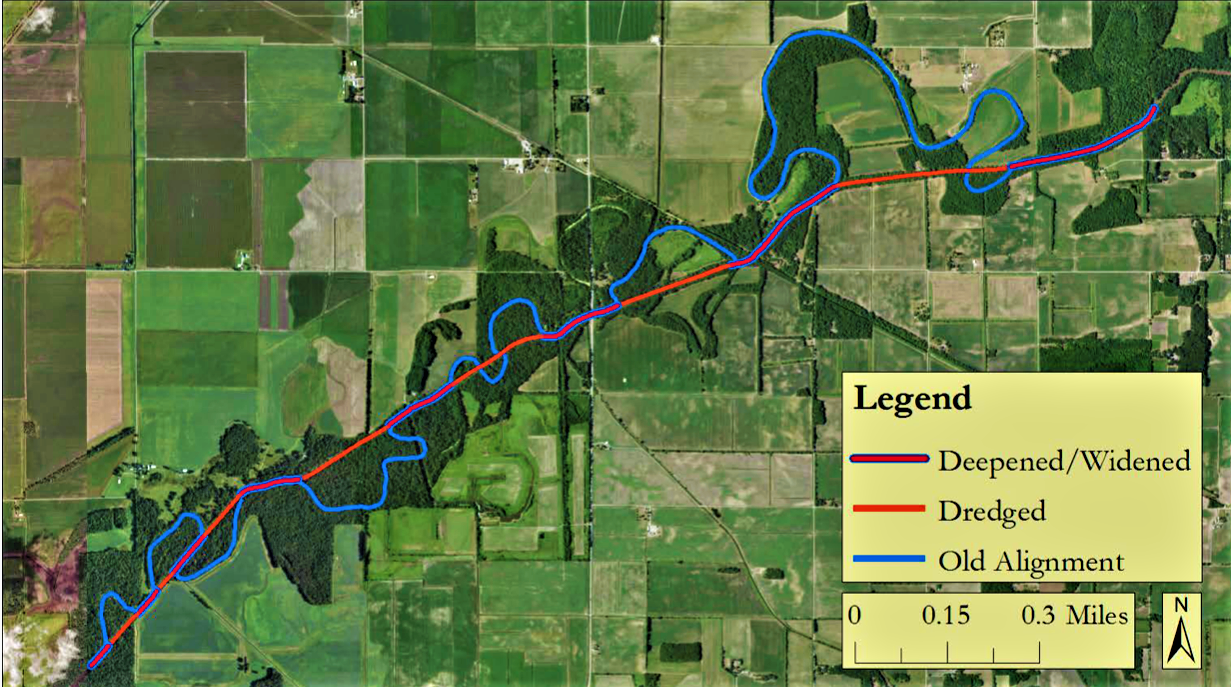 Legend
Deepened/Widened
Dredged
Old Alignment
0 0.15 0.3 Miles
N